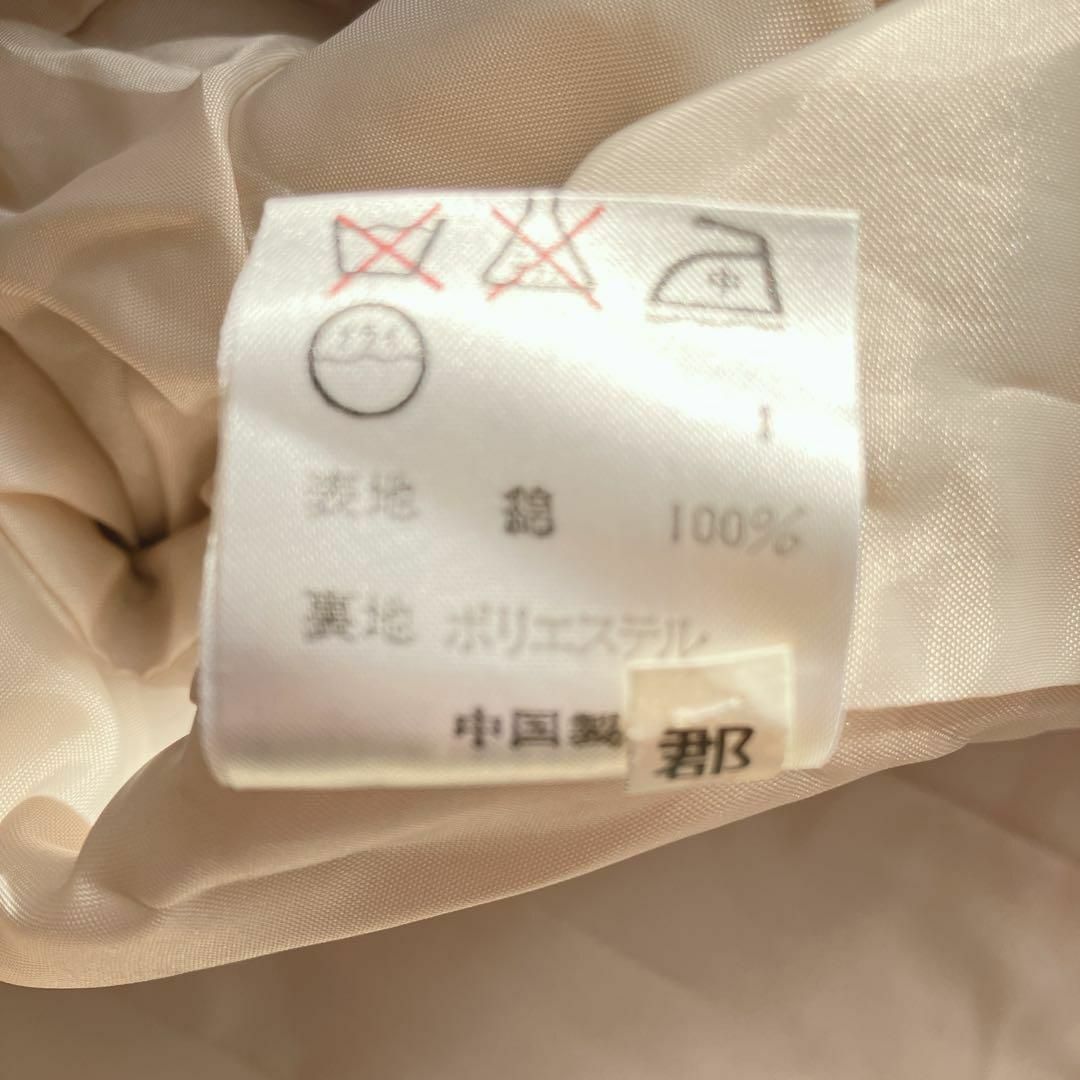 中
ドライ
1
表地 綿 100%
裏地 ポリエステル
中国製
郡